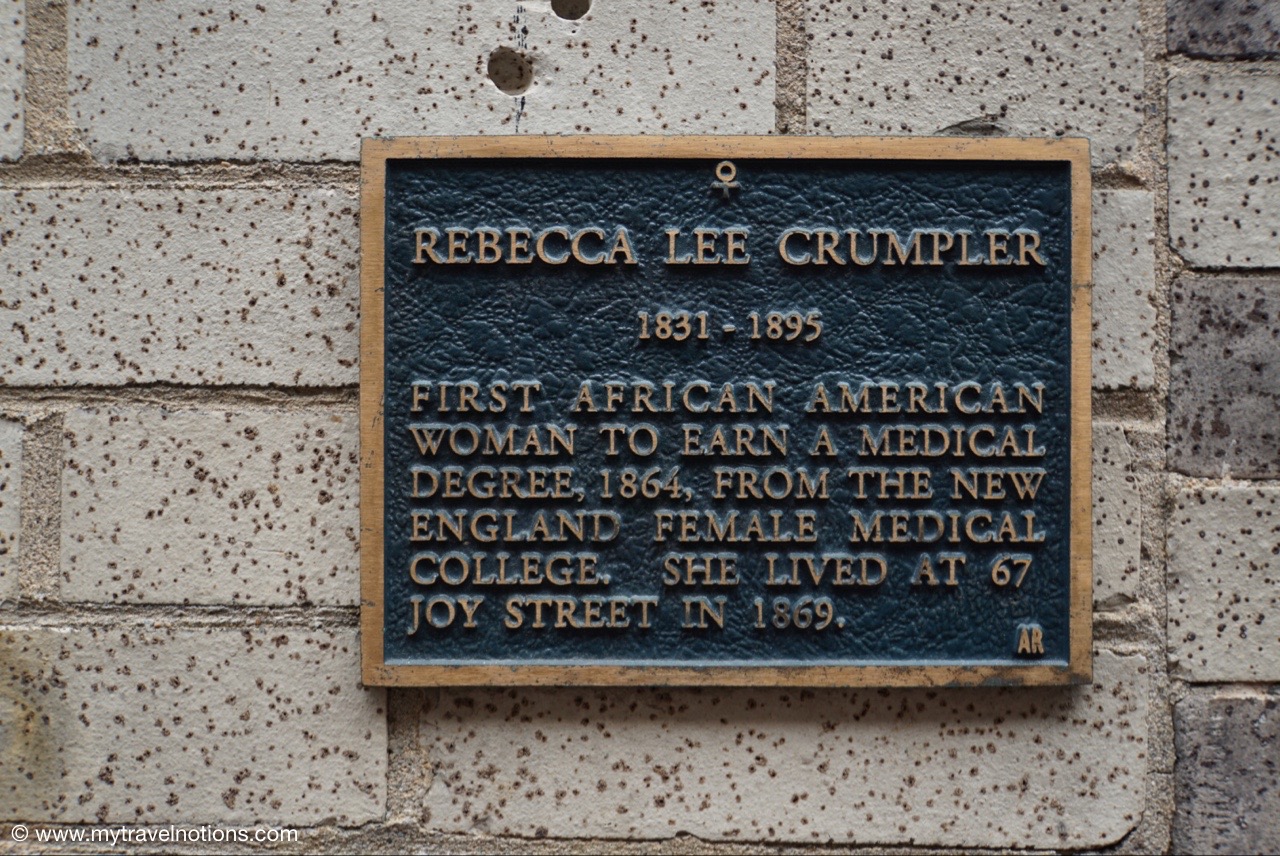 REBECCA LEE CRUMPLER
1831 - 1895
FIRST AFRICAN AMERICAN
WOMAN TO EARN A MEDICAL
DEGREE, 1864, FROM THE NEW
ENGLAND FEMALE MEDICAL
COLLEGE. SHE LIVED AT 67
JOY STREET IN 1869.
AR
© www.mytravelnotions.com